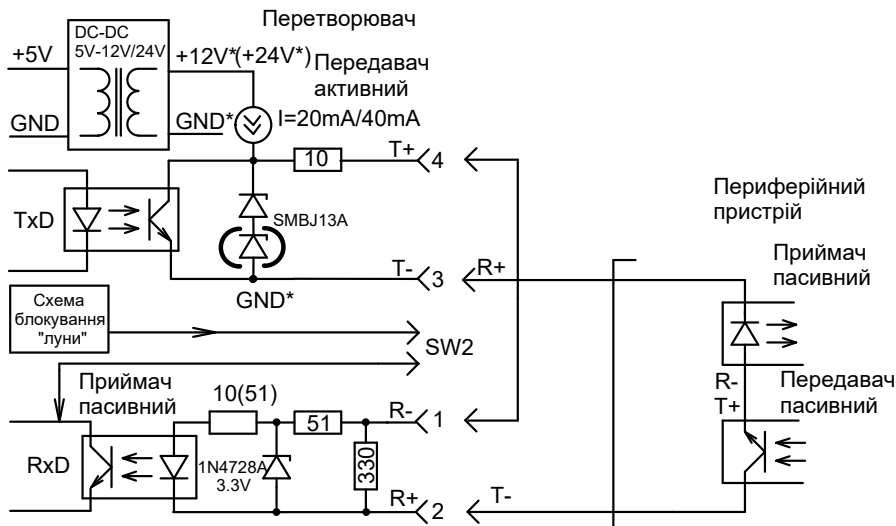 Перетворювач
DC-DC
5V-12V/24V
+5V
+12V*(+24V*)
Передавач
активний
GND
GND*
I=20mA/40mA
10
T+
4
TxD
SMBJ13A
Периферійний
пристрій
T-
3
R+
Приймач
пасивний
GND*
Схема
блокування
"луни"
SW2
Приймач
пасивний
10(51)
R-
T+
Передавач
пасивний
51
R-
1
RxD
1N4728A
3.3V
330
R+
2
T-